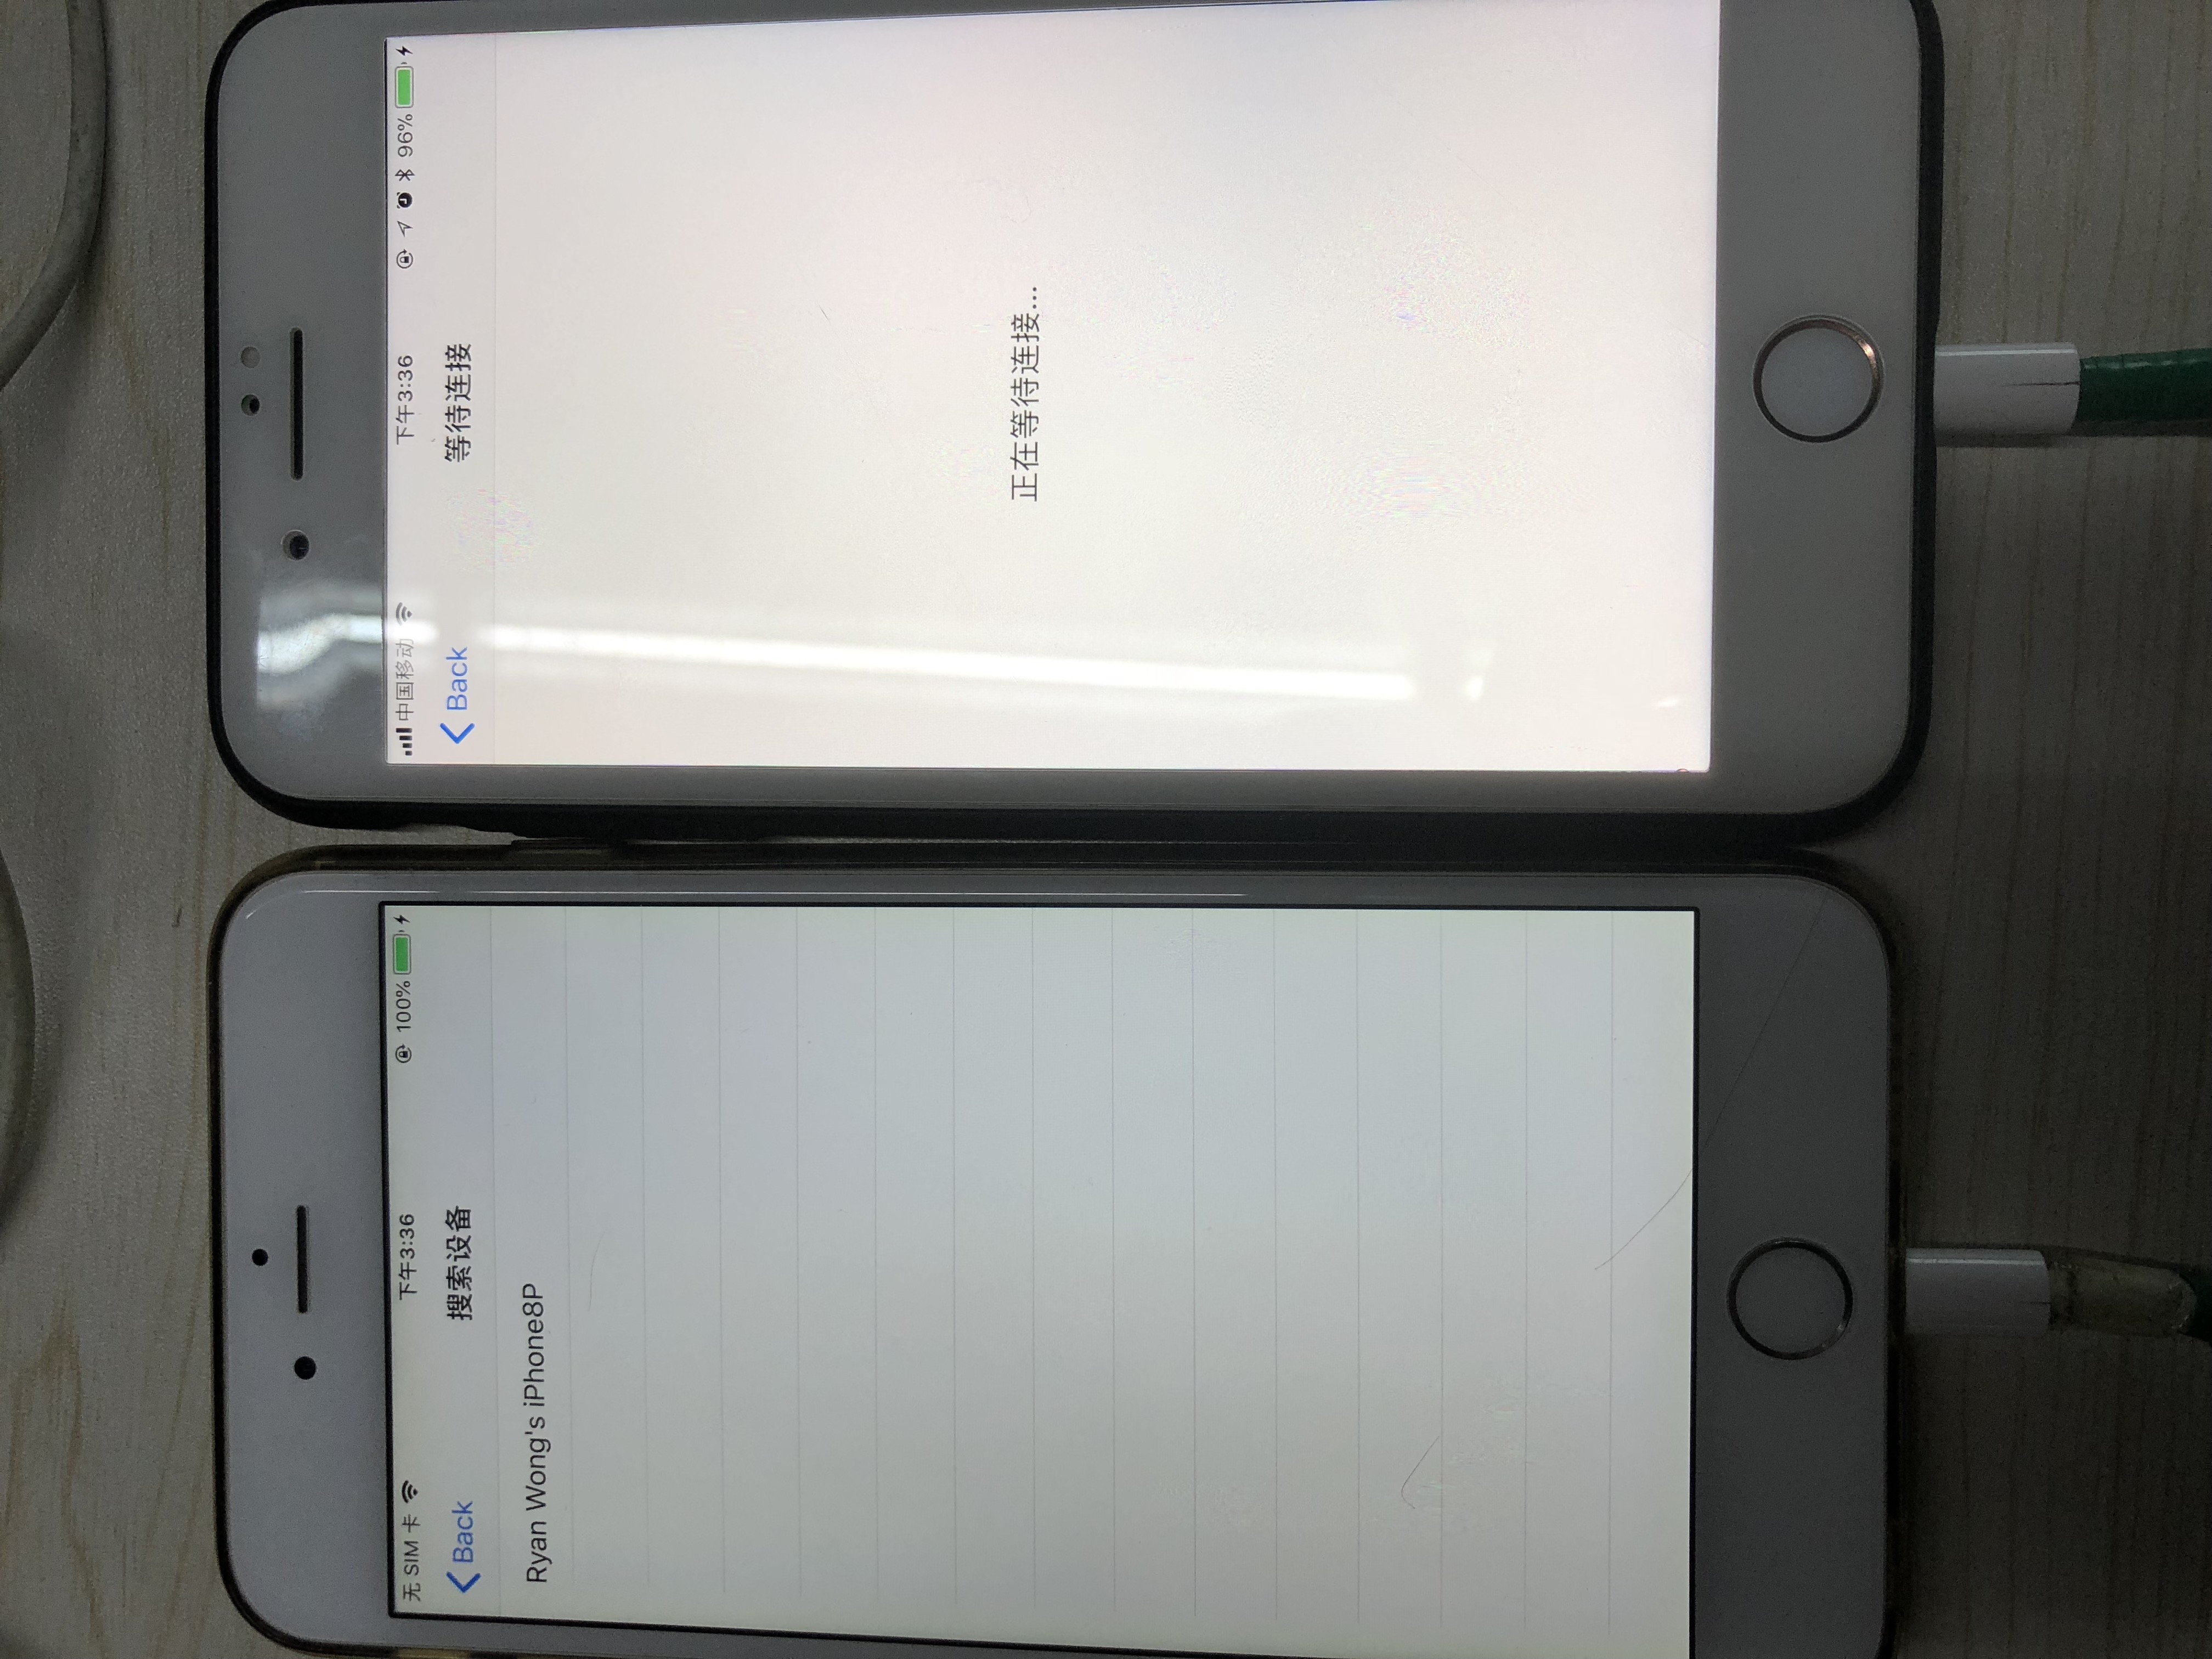 无 SIM 卡
下午3:36
100%
Back
搜索设备
Ryan Wong's iPhone8P
中国移动
下午3:36
96%
Back
等待连接
正在等待连接...